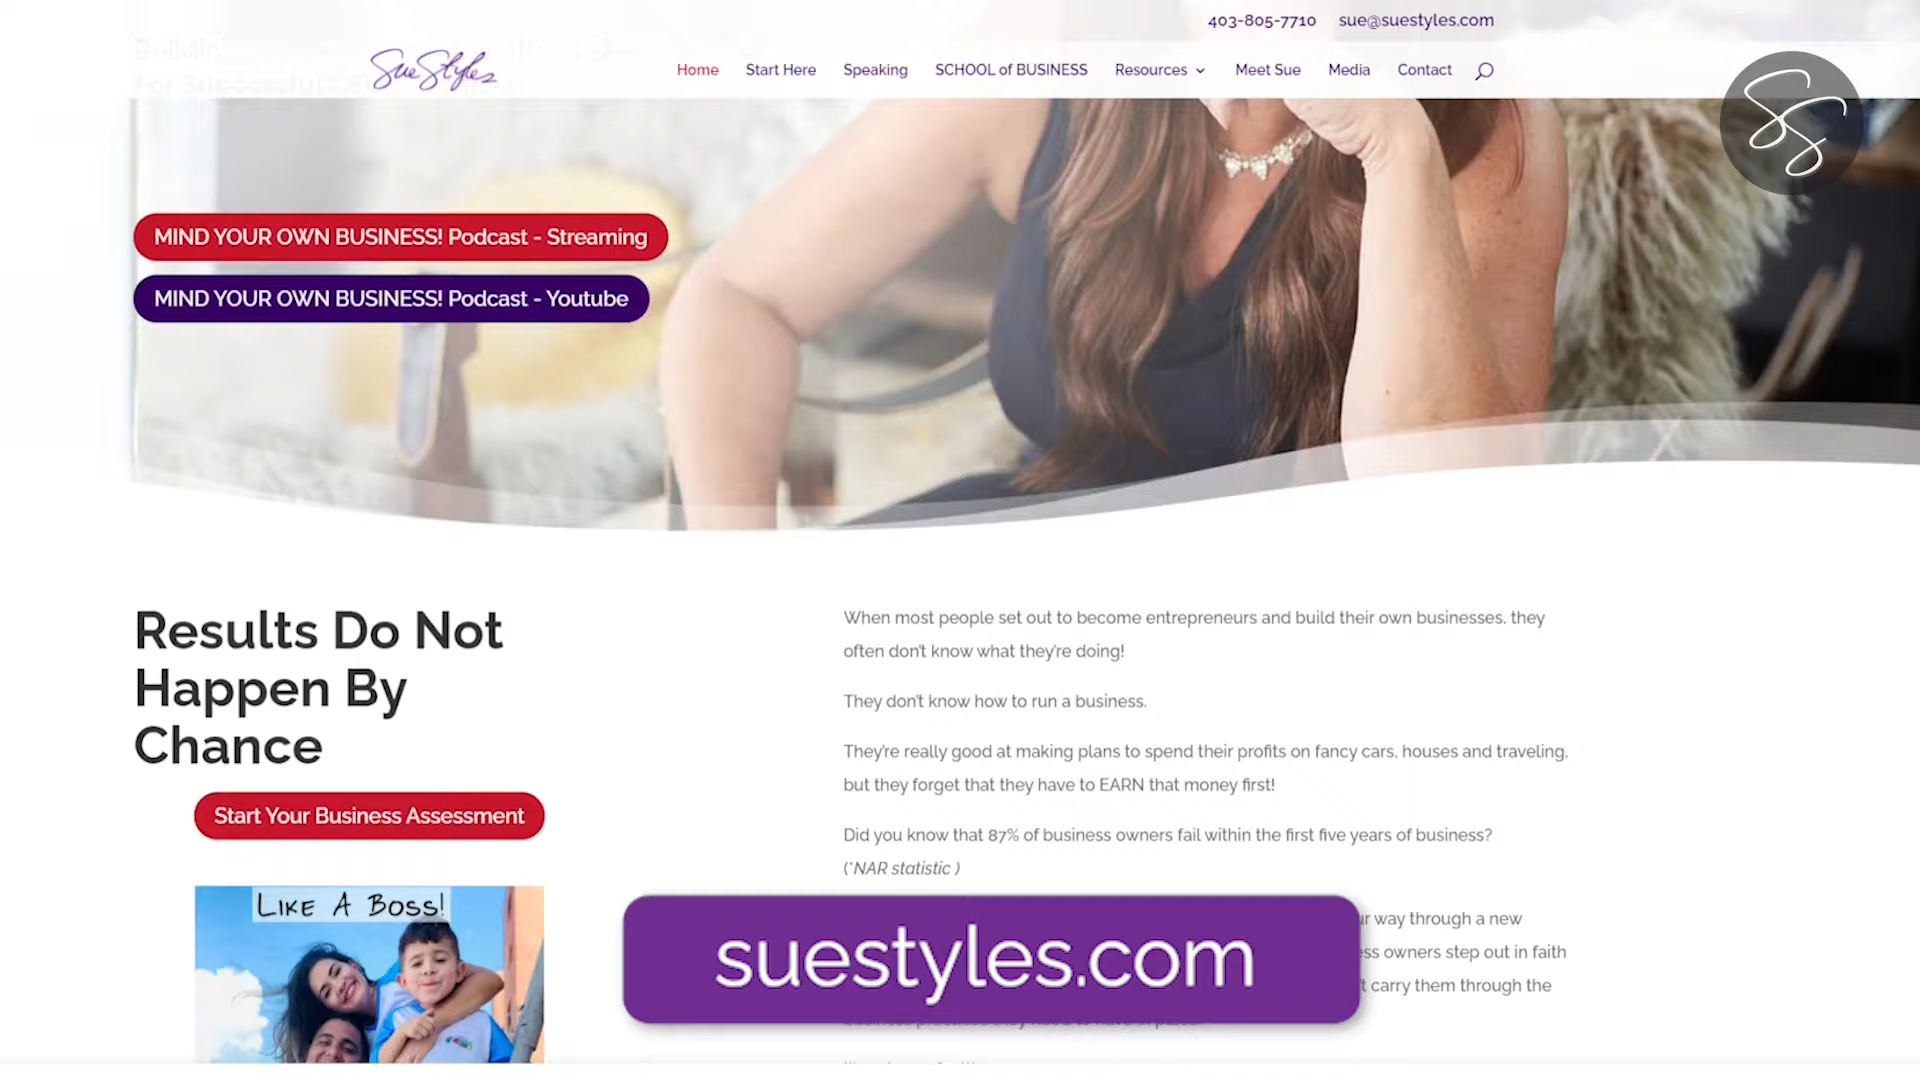 403-805-7710 sue@suestyles.com
Sue Styles
Home Start Here Speaking SCHOOL of BUSINESS Resources Meet Sue Media Contact
SS
MIND YOUR OWN BUSINESS! Podcast - Streaming
MIND YOUR OWN BUSINESS! Podcast - Youtube
Results Do Not
Happen By
Chance
Start Your Business Assessment
LIKE A BOSS!
When most people set out to become entrepreneurs and build their own businesses, they
often don't know what they're doing!
They don't know how to run a business.
They're really good at making plans to spend their profits on fancy cars, houses and traveling,
but they forget that they have to EARN that money first!
Did you know that 87% of business owners fail within the first five years of business?
(*NAR statistic )
way through a new
owners step out in faith
carry them through the
suestyles.com